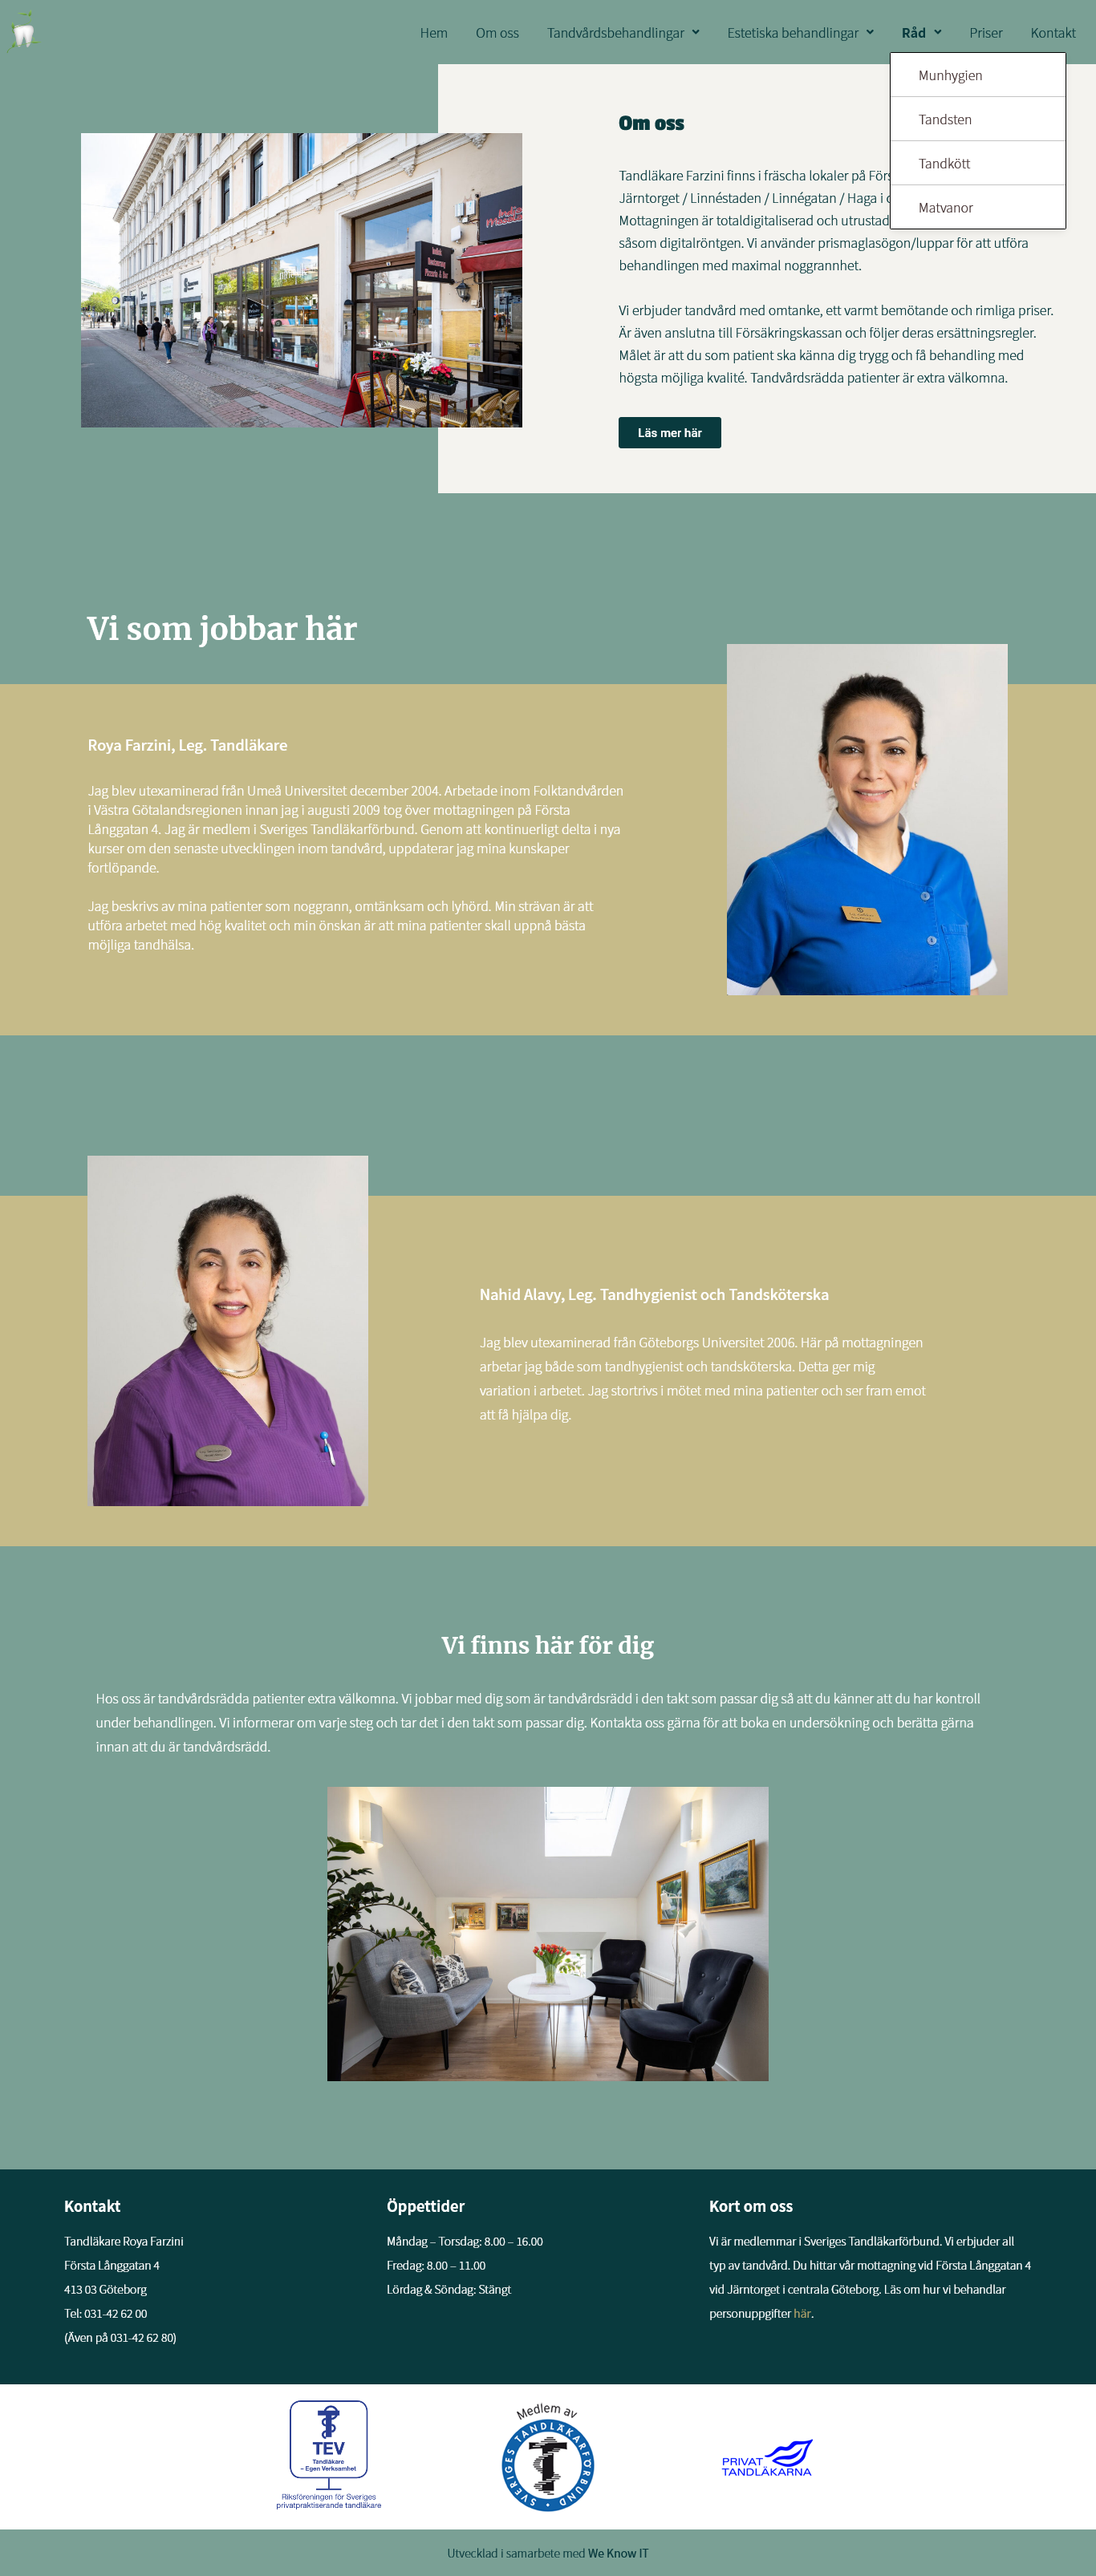 Hem
Om oss
Tandvårdsbehandlingar
Estetiska behandlingar
Råd
Priser
Kontakt
Munhygien
Tandsten
Tandkött
Matvanor
Om oss
Tandläkare Farzini finns i fräscha lokaler på
Järntorget / Linnéstaden / Linnégatan / Haga i
Mottagningen är totaldigitaliserad och
såsom digitalröntgen. Vi använder prismaglasögon/luppar för att utföra
behandlingen med maximal noggrannhet.
Vi erbjuder tandvård med omtanke, ett varmt bemötande och rimliga priser.
Är även anslutna till Försäkringskassan och följer deras ersättningsregler.
Målet är att du som patient ska känna dig trygg och få behandling med
högsta möjliga kvalité. Tandvårdsrädda patienter är extra välkomna.
Läs mer här
Vi som jobbar här
Roya Farzini, Leg. Tandläkare
Jag blev utexaminerad från Umeå Universitet december 2004. Arbetade inom Folktandvården
i Västra Götalandsregionen innan jag i augusti 2009 tog över mottagningen på Första
Långgatan 4. Jag är medlem i Sveriges Tandläkarförbund. Genom att kontinuerligt delta i nya
kurser om den senaste utvecklingen inom tandvård, uppdaterar jag mina kunskaper
fortlöpande.
Jag beskrivs av mina patienter som noggrann, omtänksam och lyhörd. Min strävan är att
utföra arbetet med hög kvalitet och min önskan är att mina patienter skall uppnå bästa
möjliga tandhälsa.
Nahid Alavy, Leg. Tandhygienist och Tandsköterska
Jag blev utexaminerad från Göteborgs Universitet 2006. Här på mottagningen
arbetar jag både som tandhygienist och tandsköterska. Detta ger mig
variation i arbetet. Jag stortrivs i mötet med mina patienter och ser fram emot
att få hjälpa dig.
Vi finns här för dig
Hos oss är tandvårdsrädda patienter extra välkomna. Vi jobbar med dig som är tandvårdsrädd i den takt som passar dig så att du känner att du har kontroll
under behandlingen. Vi informerar om varje steg och tar det i den takt som passar dig. Kontakta oss gärna för att boka en undersökning och berätta gärna
innan att du är tandvårdsrädd.
Kontakt
Tandläkare Roya Farzini
Första Långgatan 4
413 03 Göteborg
Tel: 031-42 62 00
(Även på 031-42 62 80)
Öppettider
Måndag – Torsdag: 8.00 – 16.00
Fredag: 8.00 – 11.00
Lördag & Söndag: Stängt
Kort om oss
Vi är medlemmar i Sveriges Tandläkarförbund. Vi erbjuder all
typ av tandvård. Du hittar vår mottagning vid Första Långgatan 4
vid Järntorget i centrala Göteborg. Läs om hur vi behandlar
personuppgifter här.
TEV
Tandläkare
– Egen Verksamhet
Riksföreningen för Sveriges
privatpraktiserande tandläkare
Medlem av
SVERIGES TANDLÄKARFÖRBUND
PRIVAT
TANDLÄKARNA
Utvecklad i samarbete med We Know IT